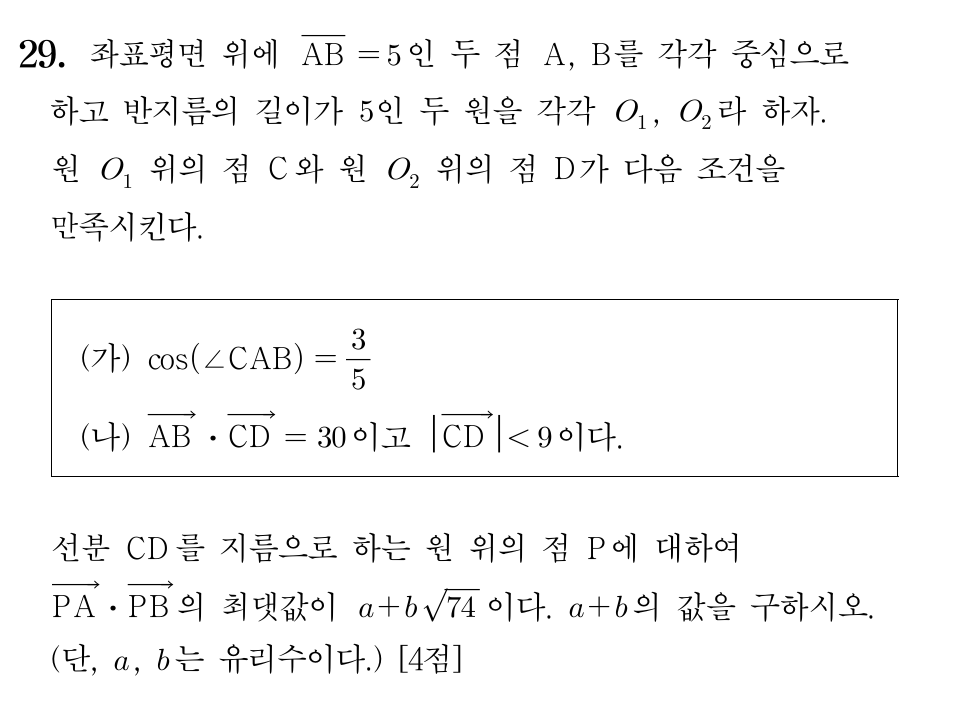 29. 좌표평면 위에 $\overline{AB}=5$인 두 점 A, B를 각각 중심으로
하고 반지름의 길이가 5인 두 원을 각각 $O_1$, $O_2$라 하자.
원 $O_1$ 위의 점 C와 원 $O_2$ 위의 점 D가 다음 조건을
만족시킨다.
(가) $\cos(\angle CAB)=\frac{3}{5}$
(나) $\overrightarrow{AB}\cdot\overrightarrow{CD}=30$이고 $|\overrightarrow{CD}|<9$이다.
선분 CD를 지름으로 하는 원 위의 점 P에 대하여
$\overrightarrow{PA}\cdot\overrightarrow{PB}$의 최댓값이 $a+b\sqrt{74}$이다. $a+b$의 값을 구하시오.
(단, $a$, $b$는 유리수이다.) [4점]